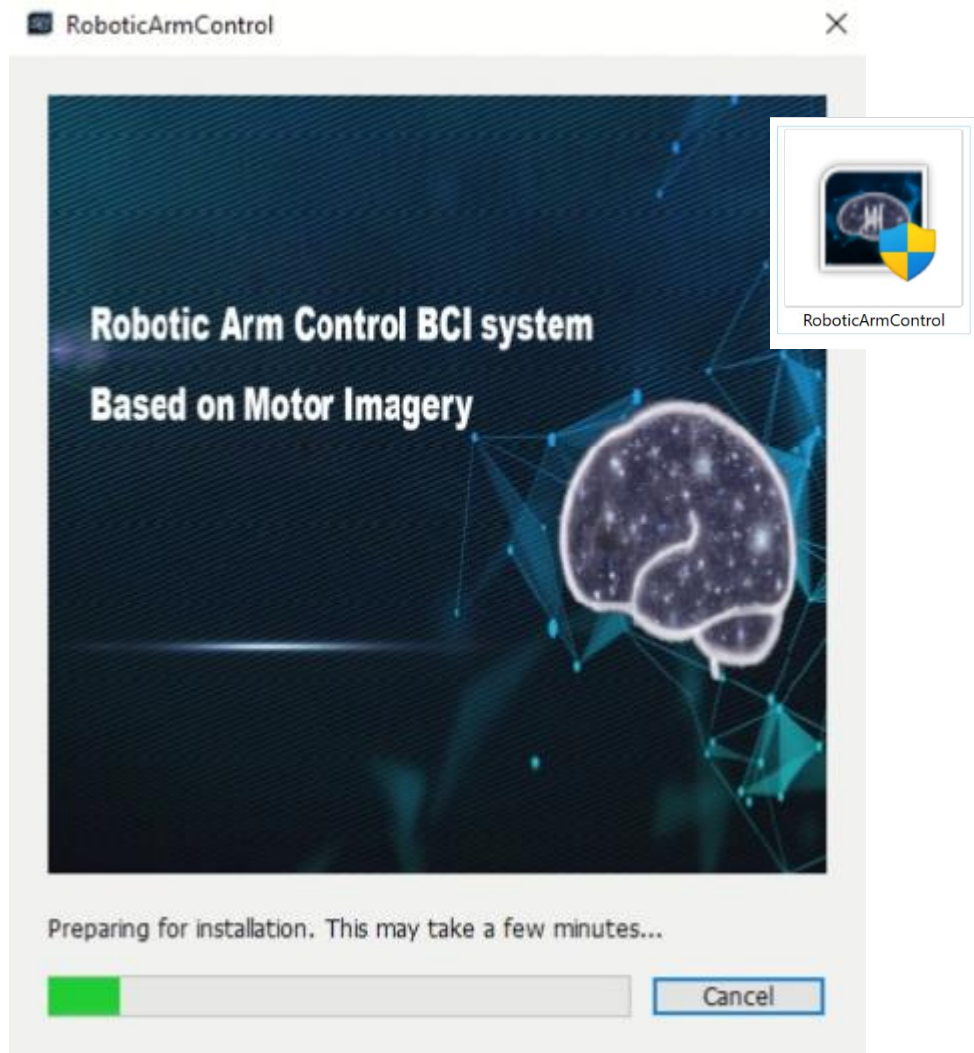 RoboticArmControl
Robotic Arm Control BCI system
Based on Motor Imagery
RoboticArmControl
Preparing for installation. This may take a few minutes...
Cancel